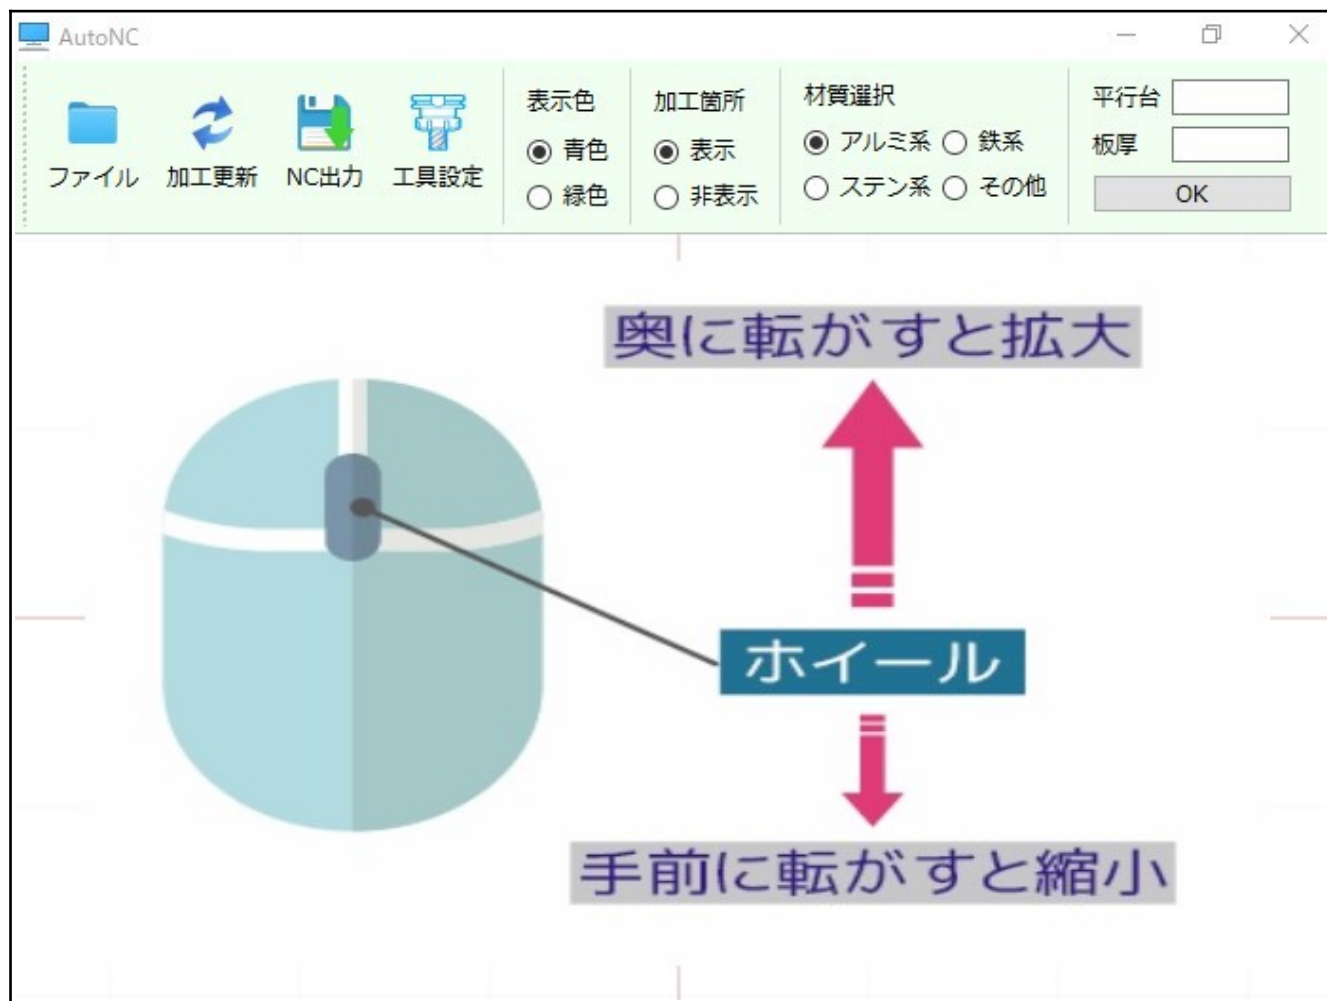 AutoNC
ファイル
加工更新
NC出力
工具設定
表示色
青色
緑色
加工箇所
表示
非表示
材質選択
アルミ系 鉄系
ステン系 その他
平行台
板厚
OK
奥に転がすと拡大
ホイール
手前に転がすと縮小